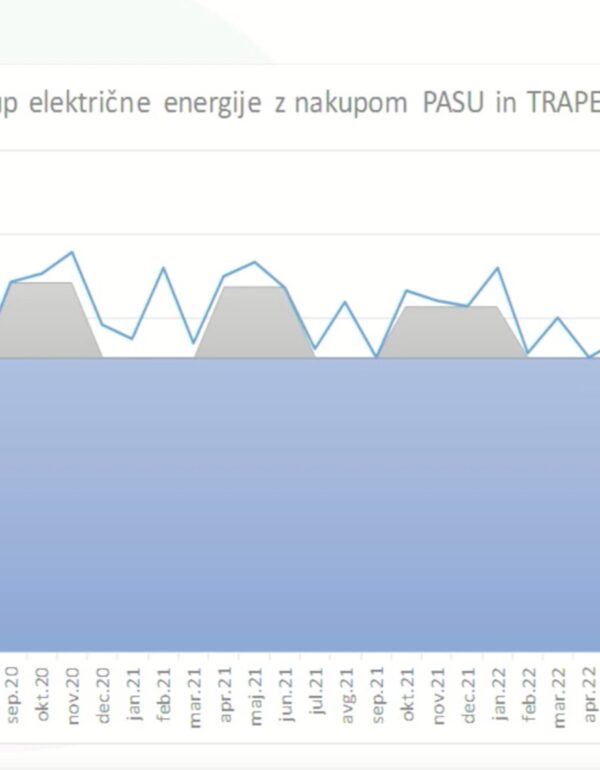 električne energije z nakupom PASU in
sep.20
okt.20
nov.20
dec.20
jan.21
feb.21
mar.21
apr.21
maj.21
jun.21
jul.21
avg.21
sep.21
okt.21
nov.21
dec.21
jan.22
feb.22
mar.22
apr.22